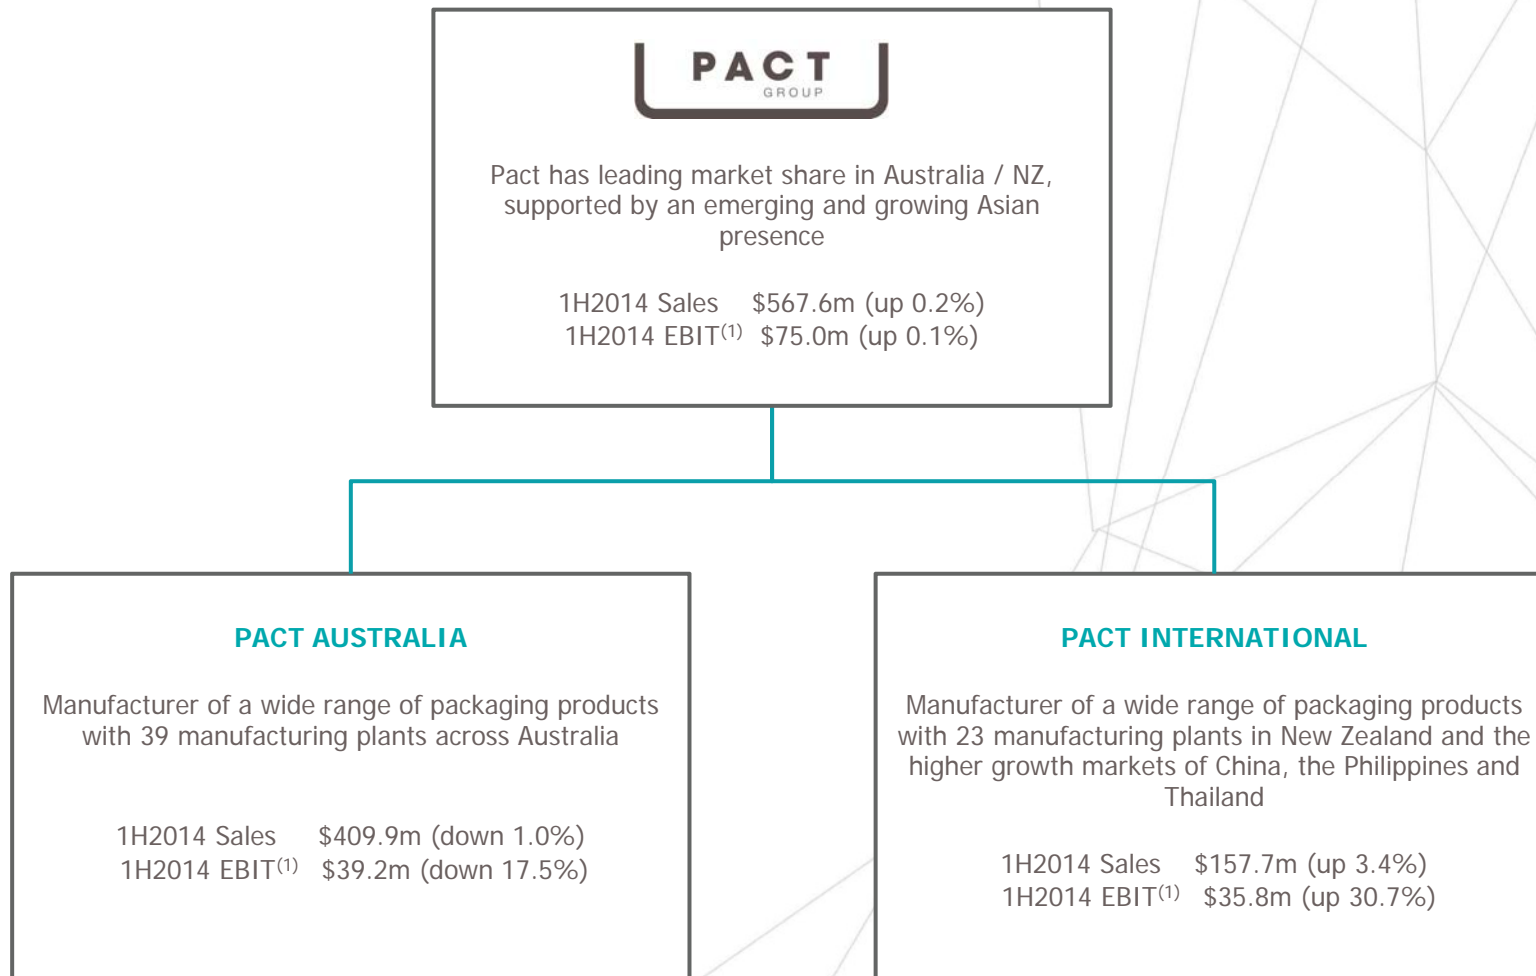 PACT
GROUP
Pact has leading market share in Australia / NZ,
supported by an emerging and growing Asian
presence
1H2014 Sales $567.6m (up 0.2%)
1H2014 EBIT(1) $75.0m (up 0.1%)
PACT AUSTRALIA
Manufacturer of a wide range of packaging products
with 39 manufacturing plants across Australia
1H2014 Sales $409.9m (down 1.0%)
1H2014 EBIT(1) $39.2m (down 17.5%)
PACT INTERNATIONAL
Manufacturer of a wide range of packaging products
with 23 manufacturing plants in New Zealand and the
higher growth markets of China, the Philippines and
Thailand
1H2014 Sales $157.7m (up 3.4%)
1H2014 EBIT(1) $35.8m (up 30.7%)